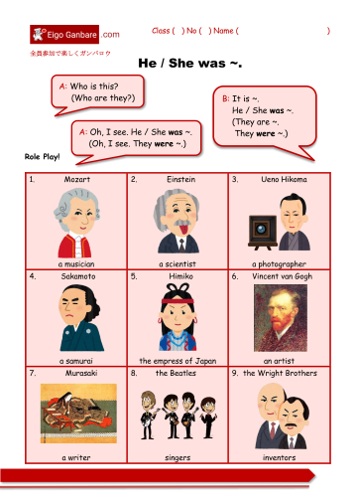 Eigo Ganbare .com
Class ( ) No ( ) Name ( )
全員参加で楽しくガンバロウ
He / She was ~.
A: Who is this?
(Who are they?)
B: It is ~.
He / She was ~.
(They are ~.
They were ~.)
A: Oh, I see. He / She was ~.
(Oh, I see. They were ~.)
Role Play!
1. Mozart
a musician
2. Einstein
a scientist
3. Ueno Hikoma
a photographer
4. Sakamoto
a samurai
5. Himiko
the empress of Japan
6. Vincent van Gogh
an artist
7. Murasaki
a writer
8. the Beatles
singers
9. the Wright Brothers
inventors